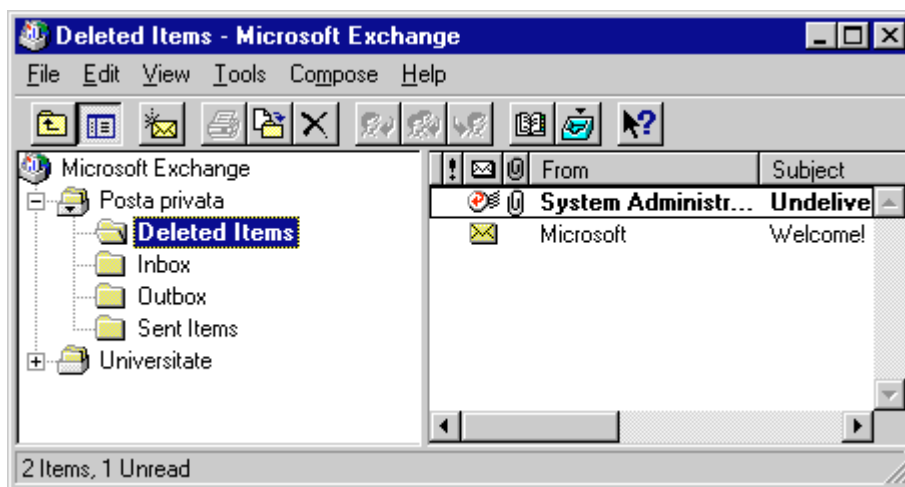 Deleted Items - Microsoft Exchange
File Edit View Tools Compose Help
Microsoft Exchange
Posta privata
Deleted Items
Inbox
Outbox
Sent Items
Universitate
! From Subject
System Administr... Undelive
Microsoft Welcome!
2 Items, 1 Unread